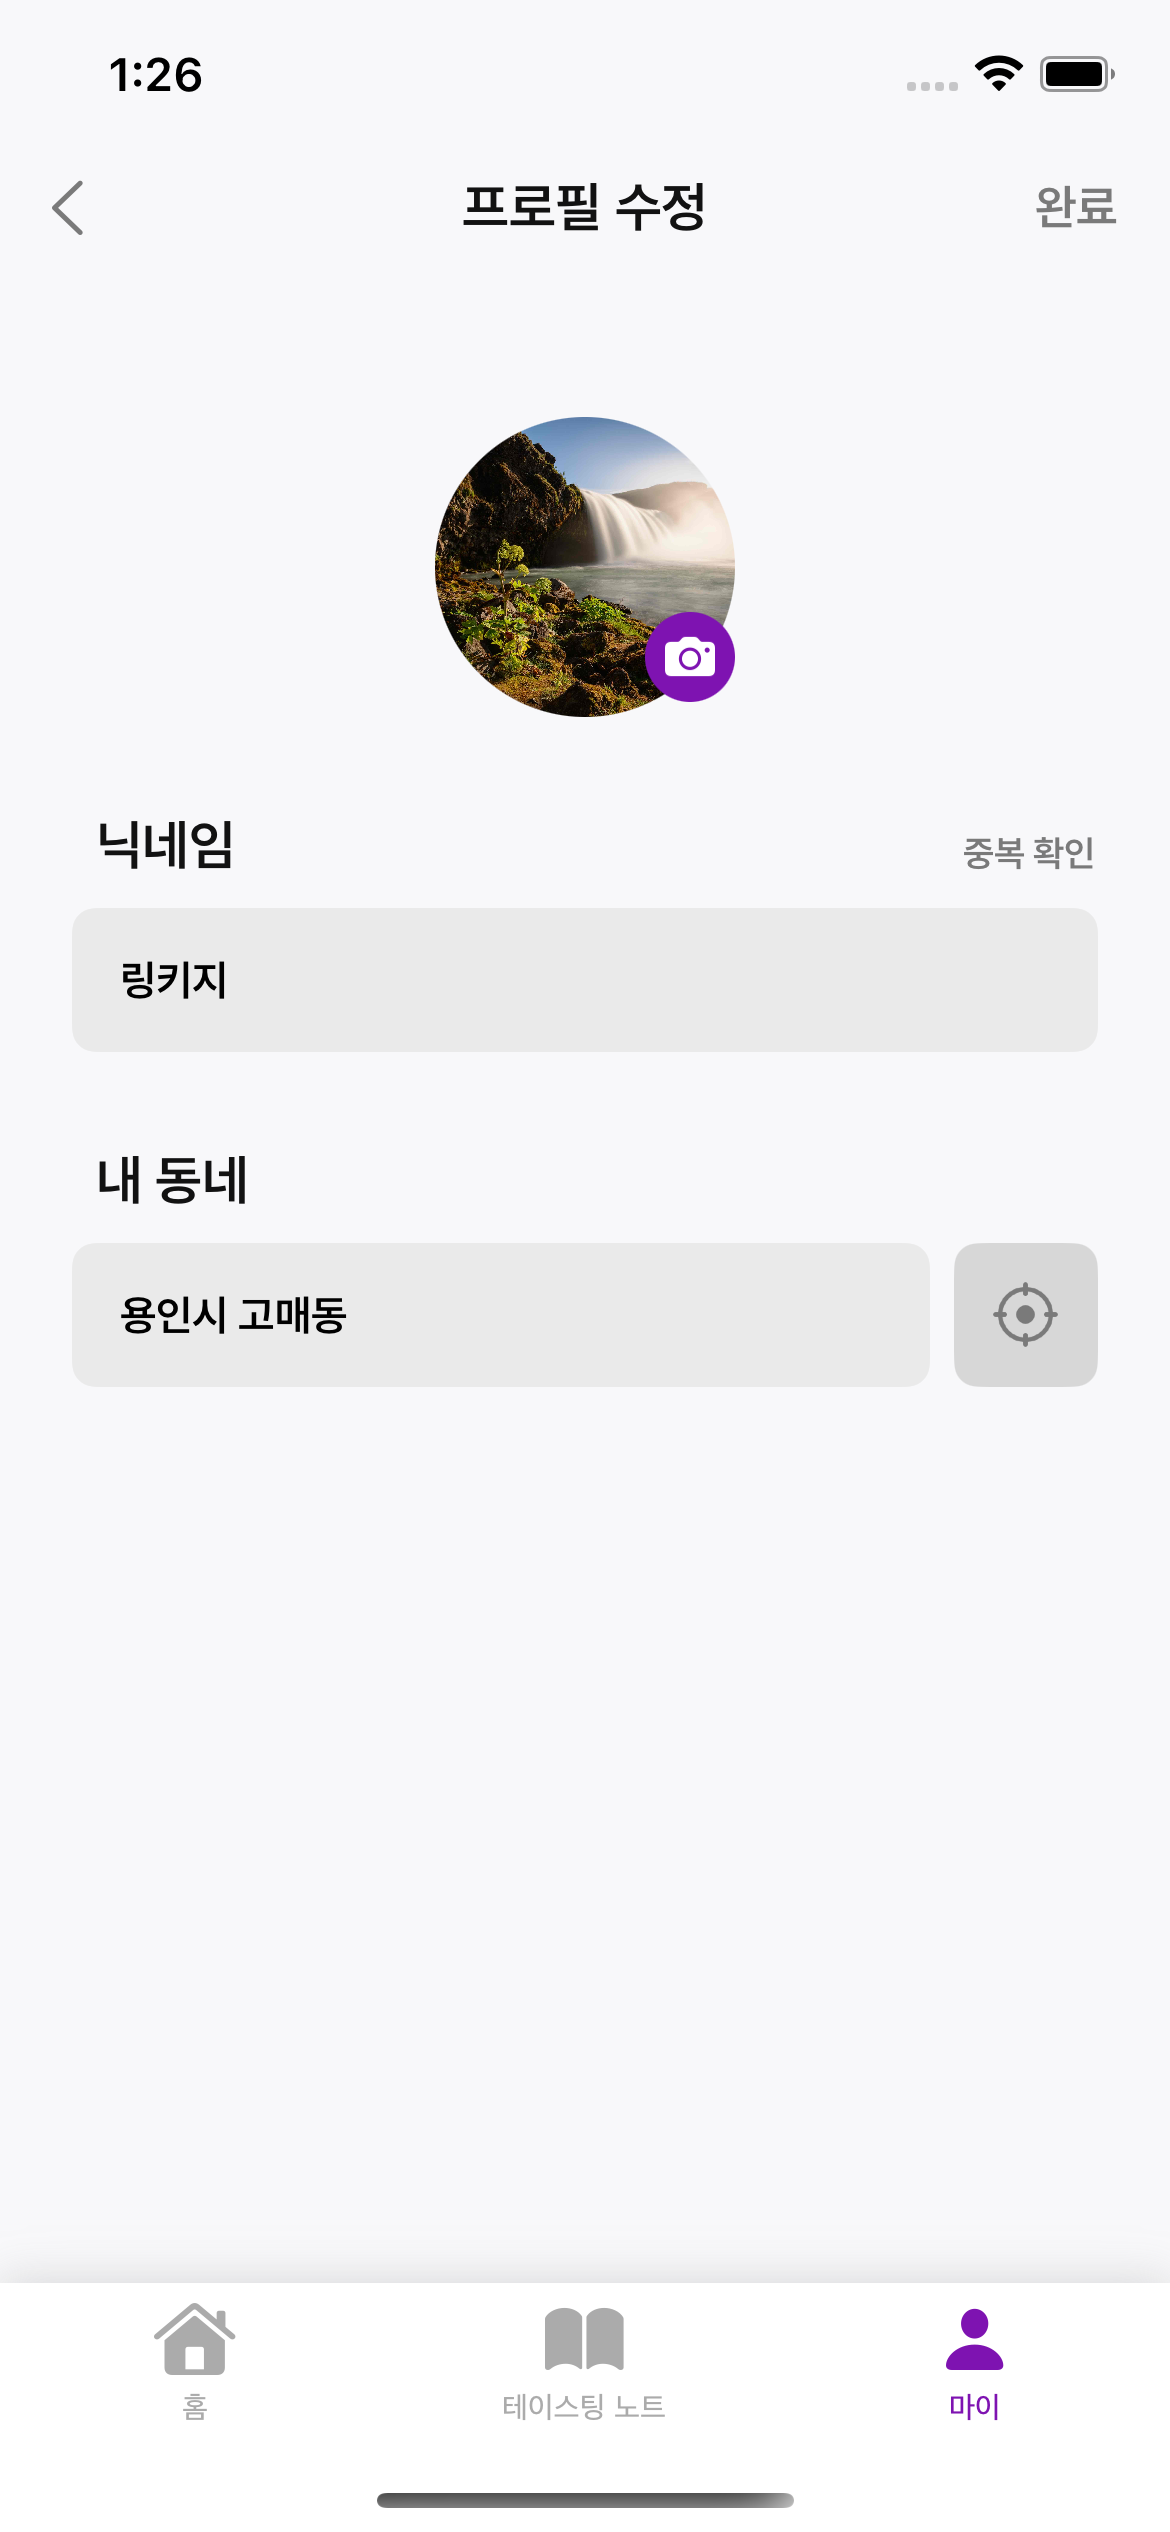 1:26
프로필 수정
완료
닉네임
중복 확인
링키지
내 동네
용인시 고매동
홈
테이스팅 노트
마이